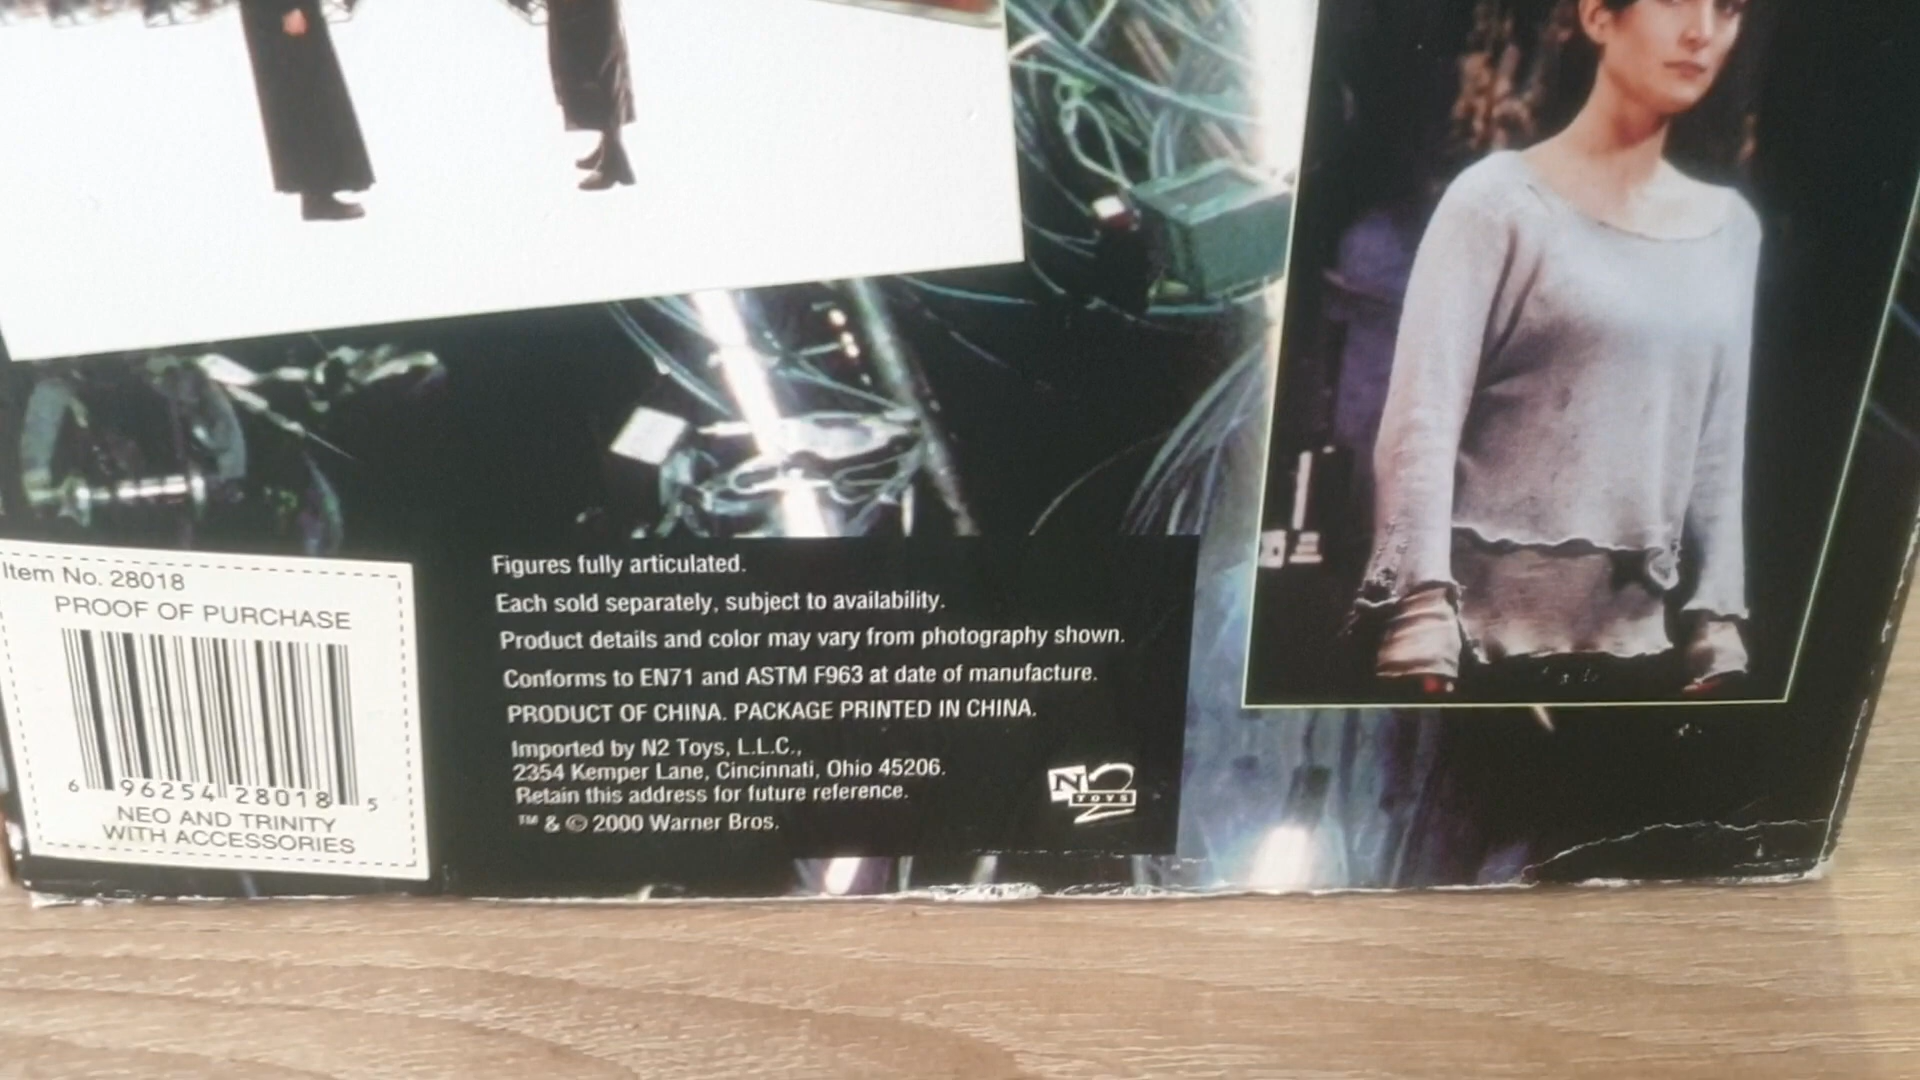 Item No. 28018
PROOF OF PURCHASE
6 96254 28018 5
NEO AND TRINITY
WITH ACCESSORIES
Figures fully articulated.
Each sold separately, subject to availability.
Product details and color may vary from photography shown.
Conforms to EN71 and ASTM F963 at date of manufacture.
PRODUCT OF CHINA. PACKAGE PRINTED IN CHINA.
Imported by N2 Toys, L.L.C.,
2354 Kemper Lane, Cincinnati, Ohio 45206.
Retain this address for future reference.
™ & © 2000 Warner Bros.
N2
TOYS